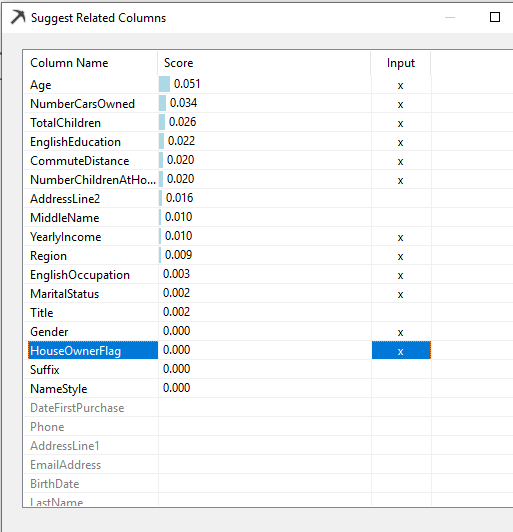 Suggest Related Columns
Column Name Score Input
Age 0.051 x
NumberCarsOwned 0.034 x
TotalChildren 0.026 x
EnglishEducation 0.022 x
CommuteDistance 0.020 x
NumberChildrenAtHo... 0.020 x
AddressLine2 0.016
MiddleName 0.010
YearlyIncome 0.010 x
Region 0.009 x
EnglishOccupation 0.003 x
MaritalStatus 0.002 x
Title 0.002
Gender 0.000 x
HouseOwnerFlag 0.000 x
Suffix 0.000
NameStyle 0.000
DateFirstPurchase
Phone
AddressLine1
EmailAddress
BirthDate
LastName